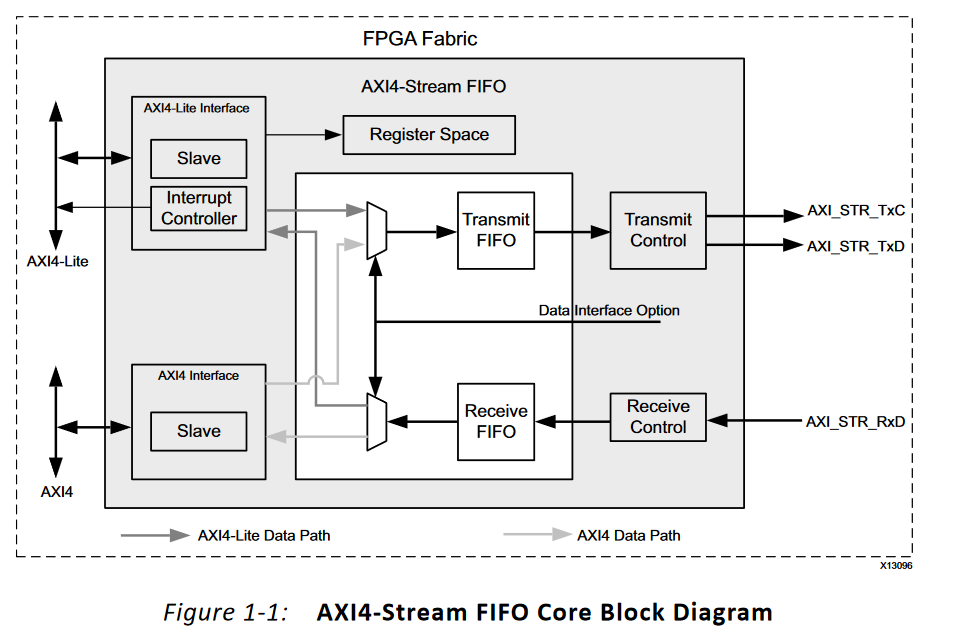 FPGA Fabric
AXI4-Stream FIFO
AXI4-Lite Interface
Slave
Interrupt
Controller
AXI4-Lite
Register Space
Transmit
FIFO
Transmit
Control
AXI_STR_TxC
AXI_STR_TxD
Data Interface Option
AXI4 Interface
Slave
AXI4
Receive
FIFO
Receive
Control
AXI_STR_RxD
AXI4-Lite Data Path
AXI4 Data Path
X13096
Figure 1-1: AXI4-Stream FIFO Core Block Diagram